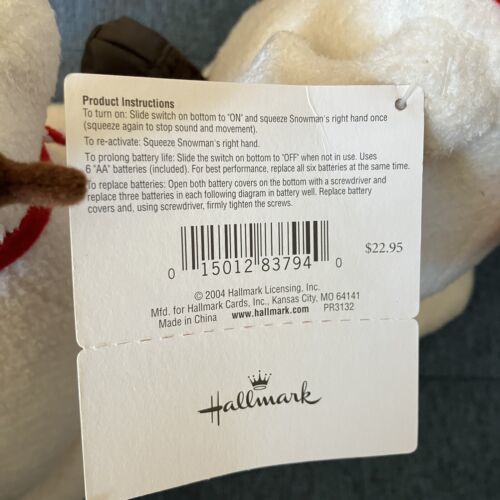 Product Instructions
To turn on: Slide switch on bottom to "ON" and squeeze Snowman's right hand once
(squeeze again to stop sound and movement).
To re-activate: Squeeze Snowman's right hand.
To prolong battery life: Slide the switch on bottom to "OFF" when not in use. Uses
6 "AA" batteries (included). For best performance, replace all six batteries at the same time.
To replace batteries: Open both battery covers on the bottom with a screwdriver and
replace three batteries in each following diagram in battery well. Replace battery
covers and, using screwdriver, firmly tighten the screws.
0 15012 83794 0
$22.95
© 2004 Hallmark Licensing, Inc.
Mfd. for Hallmark Cards, Inc., Kansas City, MO 64141
Made in China www.hallmark.com PR3132
Hallmark